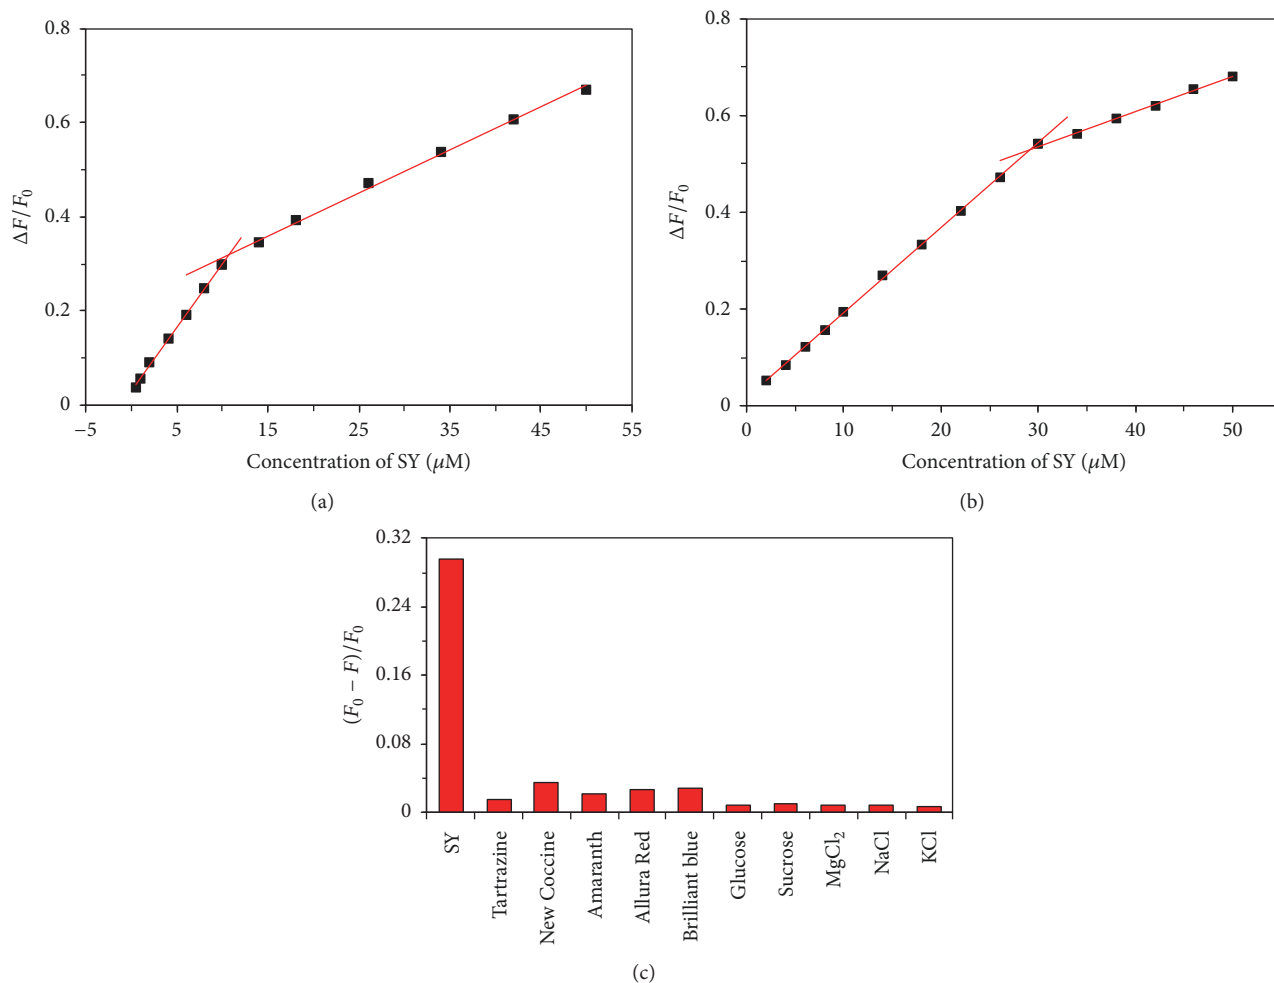 0.8
0.6
0.4
0.2
0
ΔF/F₀
−5 5 15 25 35 45 55
Concentration of SY (μM)
(a)
0.8
0.6
0.4
0.2
0
ΔF/F₀
0 10 20 30 40 50
Concentration of SY (μM)
(b)
0.32
0.24
0.16
0.08
0
(F₀ − F)/F₀
SY
Tartrazine
New Coccine
Amaranth
Allura Red
Brilliant blue
Glucose
Sucrose
MgCl₂
NaCl
KCl
(c)